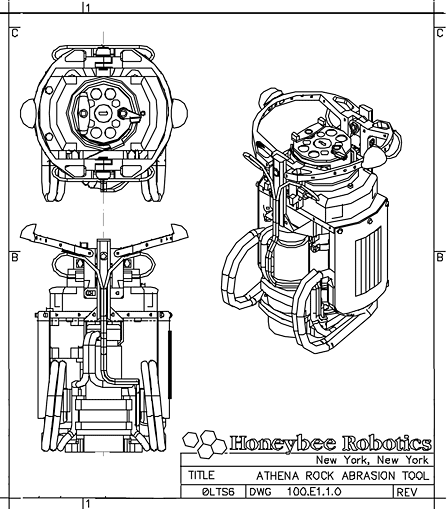 1
C
C
B
B
Honeybee Robotics
New York, New York
TITLE ATHENA ROCK ABRASION TOOL
0LTS6 DWG 100.E1.1.0 REV
1